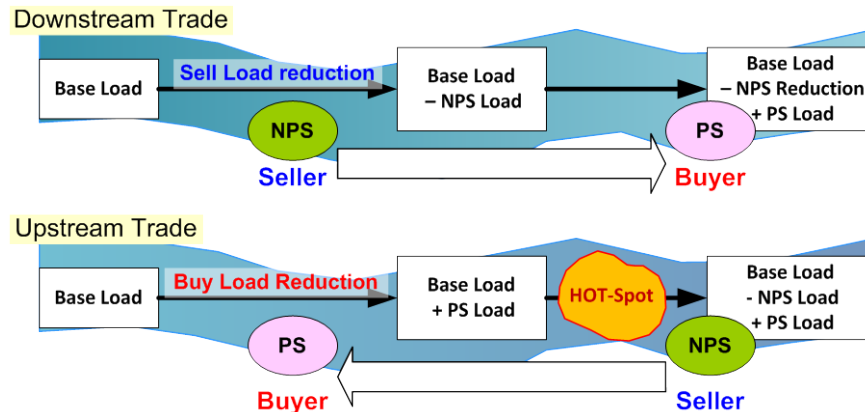 Downstream Trade
Base Load
Sell Load reduction
Base Load
– NPS Load
Base Load
– NPS Reduction
+ PS Load
NPS
PS
Seller
Buyer
Upstream Trade
Base Load
Buy Load Reduction
Base Load
+ PS Load
HOT-Spot
Base Load
- NPS Load
+ PS Load
PS
NPS
Buyer
Seller